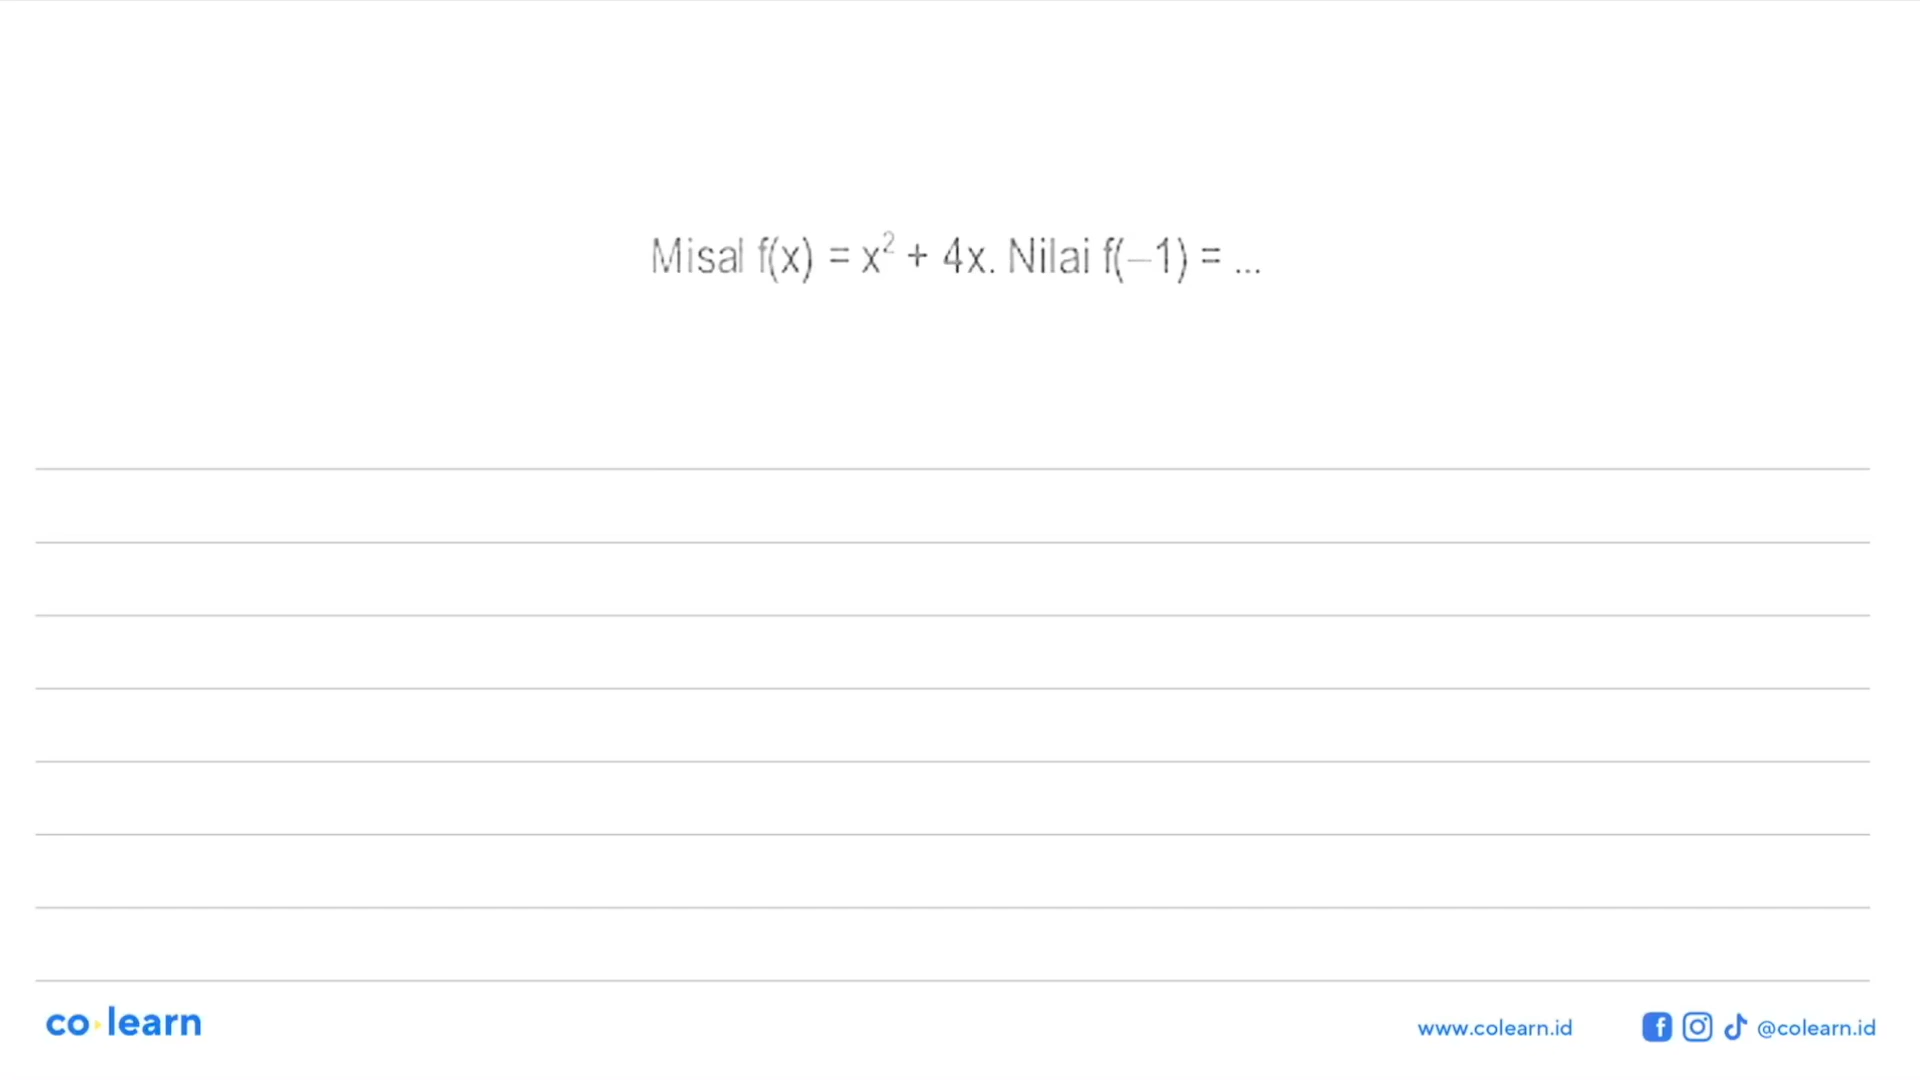 Misal f(x) = x² + 4x. Nilai f(−1) = ...
co learn
www.colearn.id
@colearn.id